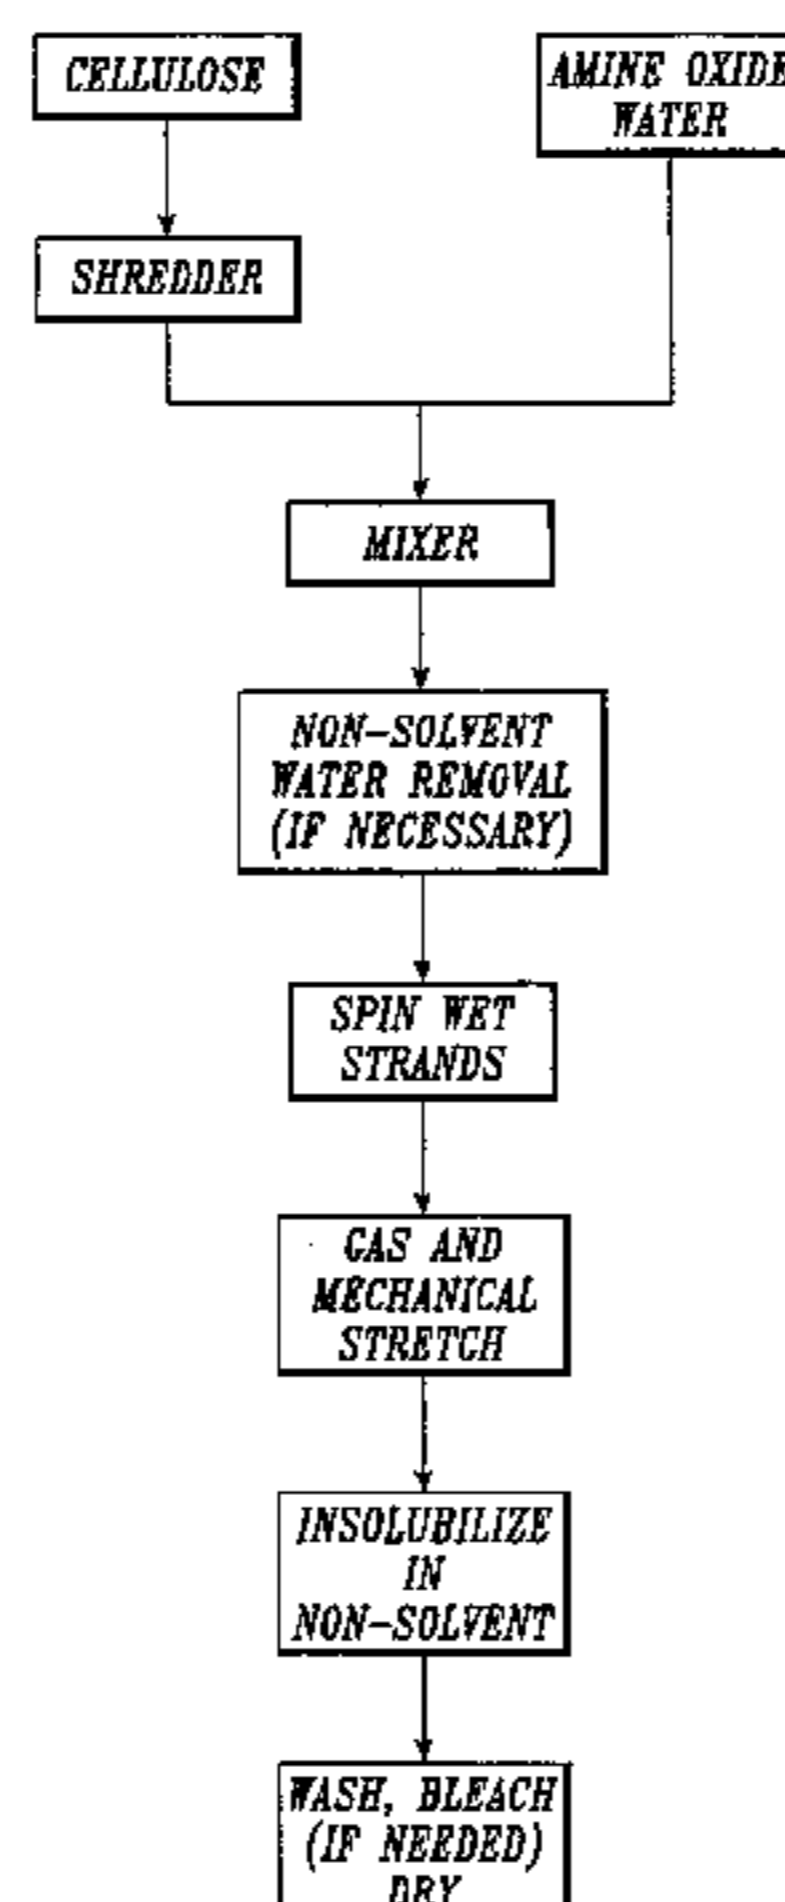 CELLULOSE
AMINE OXIDE
WATER
SHREDDER
MIXER
NON-SOLVENT
WATER REMOVAL
(IF NECESSARY)
SPIN WET
STRANDS
GAS AND
MECHANICAL
STRETCH
INSOLUBILIZE
IN
NON-SOLVENT
WASH, BLEACH
(IF NEEDED)
DRY